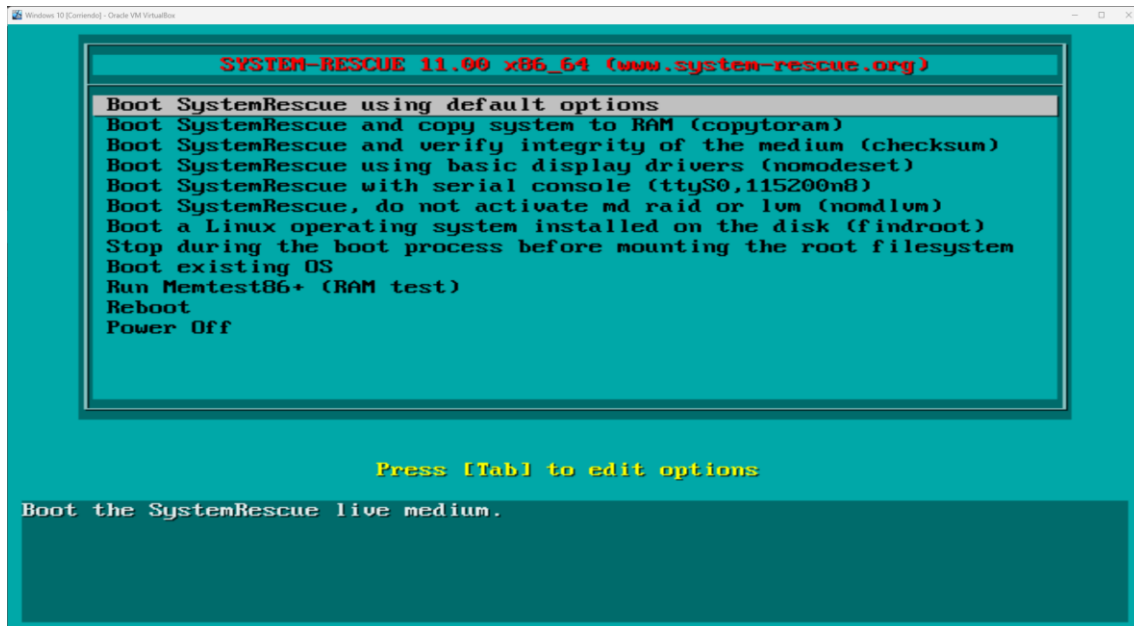 Windows 10 [Corriendo] - Oracle VM VirtualBox
SYSTEM-RESCUE 11.00 x86_64 (www.system-rescue.org)
Boot SystemRescue using default options
Boot SystemRescue and copy system to RAM (copytoram)
Boot SystemRescue and verify integrity of the medium (checksum)
Boot SystemRescue using basic display drivers (nomodeset)
Boot SystemRescue with serial console (ttyS0,115200n8)
Boot SystemRescue, do not activate md raid or lvm (nomdlvm)
Boot a Linux operating system installed on the disk (findroot)
Stop during the boot process before mounting the root filesystem
Boot existing OS
Run Memtest86+ (RAM test)
Reboot
Power Off
Press [Tab] to edit options
Boot the SystemRescue live medium.